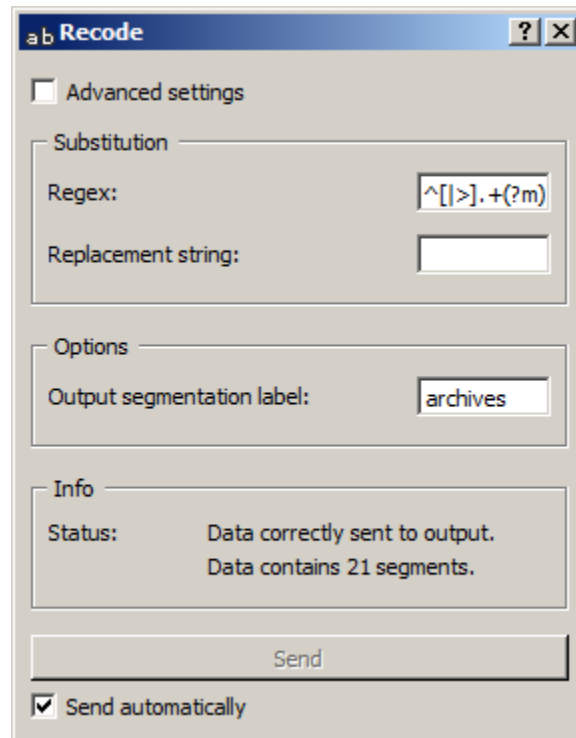 ab Recode ? X
Advanced settings
Substitution
Regex: ^[|>].+(?m)
Replacement string:
Options
Output segmentation label: archives
Info
Status: Data correctly sent to output.
Data contains 21 segments.
Send
Send automatically